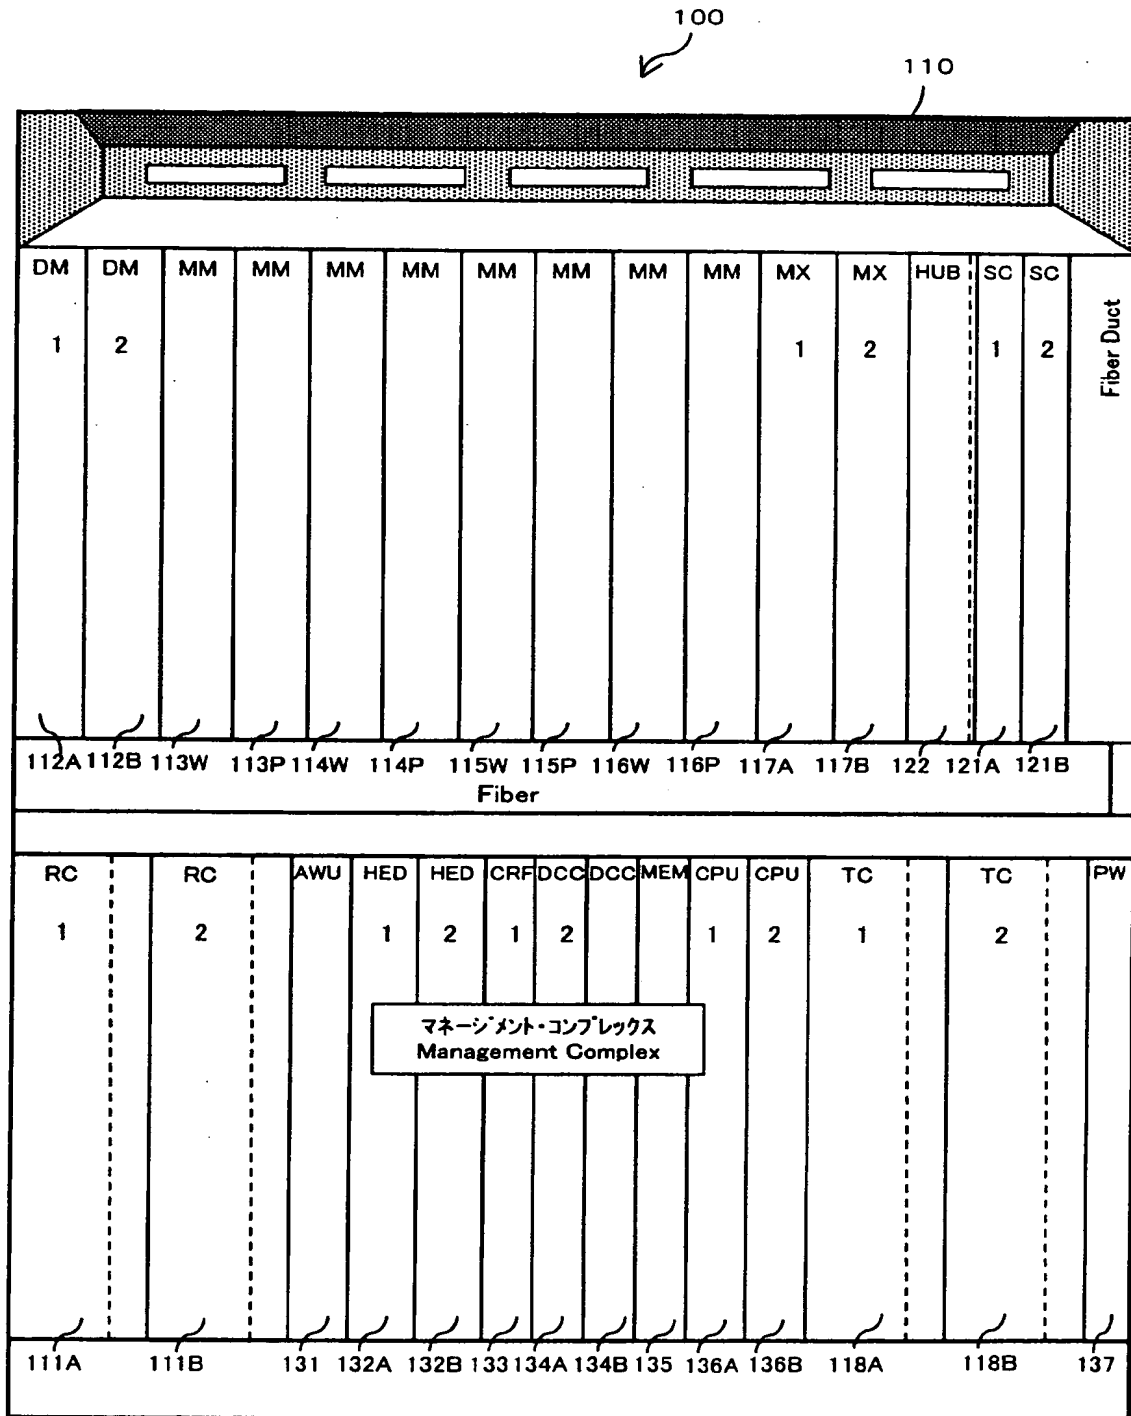 100
110
DM DM MM MM MM MM MM MM MM MM MX MX HUB SC SC
1 2 1 2 1 2
Fiber Duct
112A 112B 113W 113P 114W 114P 115W 115P 116W 116P 117A 117B 122 121A 121B
Fiber
RC RC AWU HED HED CRF DCC DCC MEM CPU CPU TC TC PW
1 2 1 2 1 2 1 2 1 2
マネージメント・コンプレックス
Management Complex
111A 111B 131 132A 132B 133 134A 134B 135 136A 136B 118A 118B 137